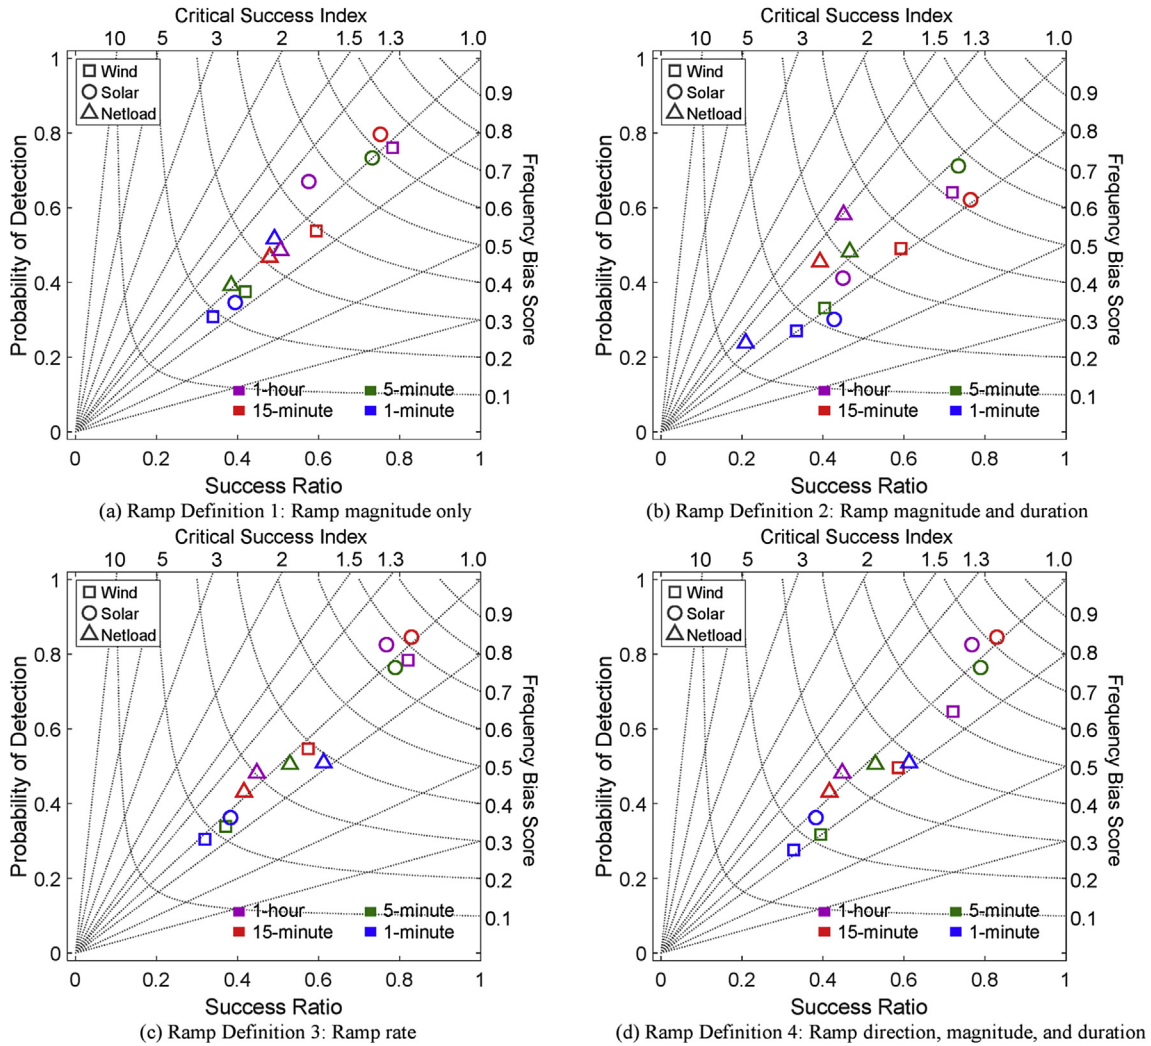 Critical Success Index
10 5 3 2 1.5 1.3 1.0
Wind
Solar
Netload
1
0.8
0.6
0.4
0.2
0
Probability of Detection
0.9
0.8
0.7
0.6
0.5
0.4
0.3
0.2
0.1
Frequency Bias Score
1-hour 5-minute
15-minute 1-minute
0 0.2 0.4 0.6 0.8 1
Success Ratio
(a) Ramp Definition 1: Ramp magnitude only
Critical Success Index
10 5 3 2 1.5 1.3 1.0
Wind
Solar
Netload
1
0.8
0.6
0.4
0.2
0
Probability of Detection
0.9
0.8
0.7
0.6
0.5
0.4
0.3
0.2
0.1
Frequency Bias Score
1-hour 5-minute
15-minute 1-minute
0 0.2 0.4 0.6 0.8 1
Success Ratio
(b) Ramp Definition 2: Ramp magnitude and duration
Critical Success Index
10 5 3 2 1.5 1.3 1.0
Wind
Solar
Netload
1
0.8
0.6
0.4
0.2
0
Probability of Detection
0.9
0.8
0.7
0.6
0.5
0.4
0.3
0.2
0.1
Frequency Bias Score
1-hour 5-minute
15-minute 1-minute
0 0.2 0.4 0.6 0.8 1
Success Ratio
(c) Ramp Definition 3: Ramp rate
Critical Success Index
10 5 3 2 1.5 1.3 1.0
Wind
Solar
Netload
1
0.8
0.6
0.4
0.2
0
Probability of Detection
0.9
0.8
0.7
0.6
0.5
0.4
0.3
0.2
0.1
Frequency Bias Score
1-hour 5-minute
15-minute 1-minute
0 0.2 0.4 0.6 0.8 1
Success Ratio
(d) Ramp Definition 4: Ramp direction, magnitude, and duration